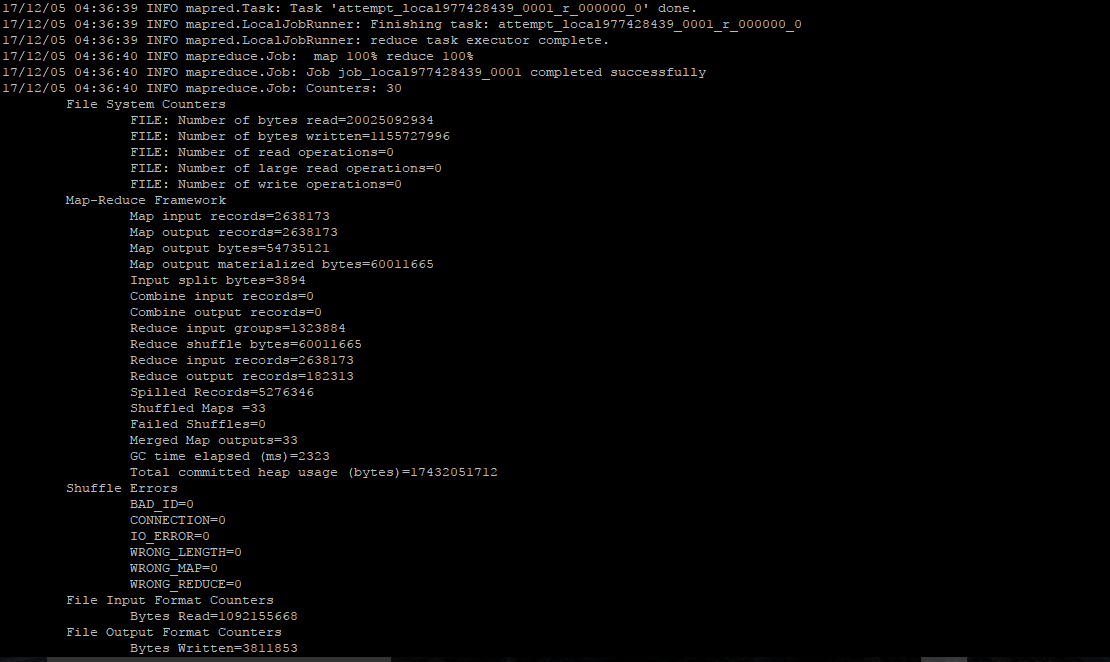 17/12/05 04:36:39 INFO mapred.Task: Task 'attempt_local977428439_0001_r_000000_0' done.
17/12/05 04:36:39 INFO mapred.LocalJobRunner: Finishing task: attempt_local977428439_0001_r_000000_0
17/12/05 04:36:39 INFO mapred.LocalJobRunner: reduce task executor complete.
17/12/05 04:36:40 INFO mapreduce.Job:  map 100% reduce 100%
17/12/05 04:36:40 INFO mapreduce.Job: Job job_local977428439_0001 completed successfully
17/12/05 04:36:40 INFO mapreduce.Job: Counters: 30
File System Counters
FILE: Number of bytes read=20025092934
FILE: Number of bytes written=1155727996
FILE: Number of read operations=0
FILE: Number of large read operations=0
FILE: Number of write operations=0
Map-Reduce Framework
Map input records=2638173
Map output records=2638173
Map output bytes=54735121
Map output materialized bytes=60011665
Input split bytes=3894
Combine input records=0
Combine output records=0
Reduce input groups=1323884
Reduce shuffle bytes=60011665
Reduce input records=2638173
Reduce output records=182313
Spilled Records=5276346
Shuffled Maps =33
Failed Shuffles=0
Merged Map outputs=33
GC time elapsed (ms)=2323
Total committed heap usage (bytes)=17432051712
Shuffle Errors
BAD_ID=0
CONNECTION=0
IO_ERROR=0
WRONG_LENGTH=0
WRONG_MAP=0
WRONG_REDUCE=0
File Input Format Counters
Bytes Read=1092155668
File Output Format Counters
Bytes Written=3811853